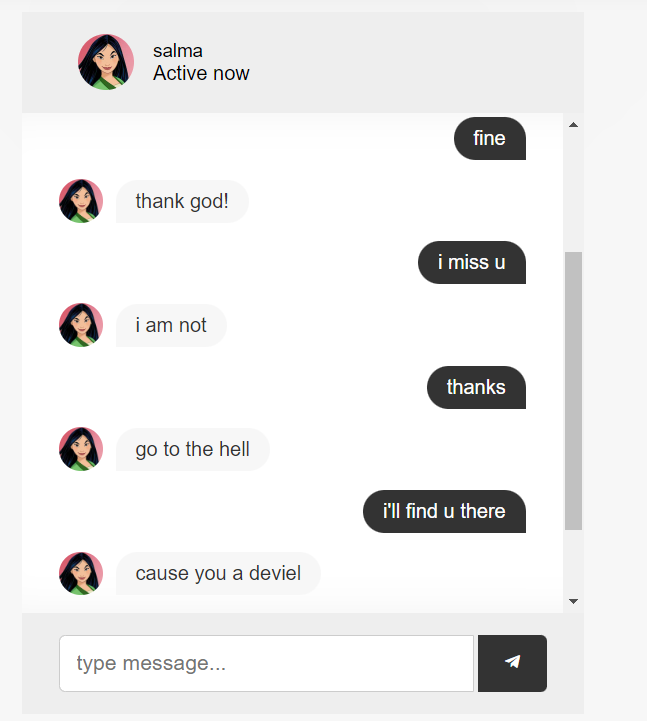 salma
Active now
fine
thank god!
i miss u
i am not
thanks
go to the hell
i'll find u there
cause you a deviel
type message...